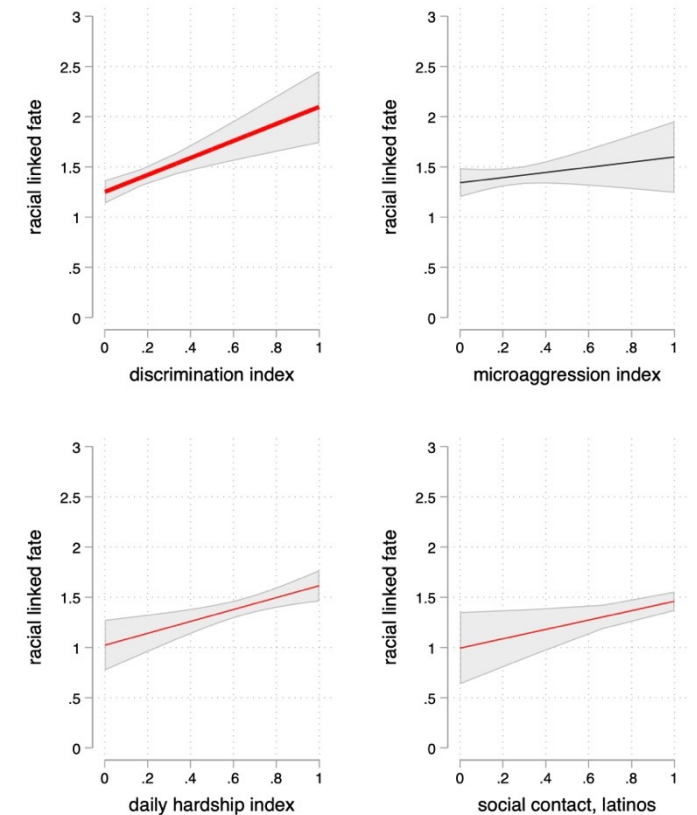 3
2.5
2
1.5
1
.5
0
racial linked fate
0 .2 .4 .6 .8 1
discrimination index
3
2.5
2
1.5
1
.5
0
racial linked fate
0 .2 .4 .6 .8 1
microaggression index
3
2.5
2
1.5
1
.5
0
racial linked fate
0 .2 .4 .6 .8 1
daily hardship index
3
2.5
2
1.5
1
.5
0
racial linked fate
0 .2 .4 .6 .8 1
social contact, latinos